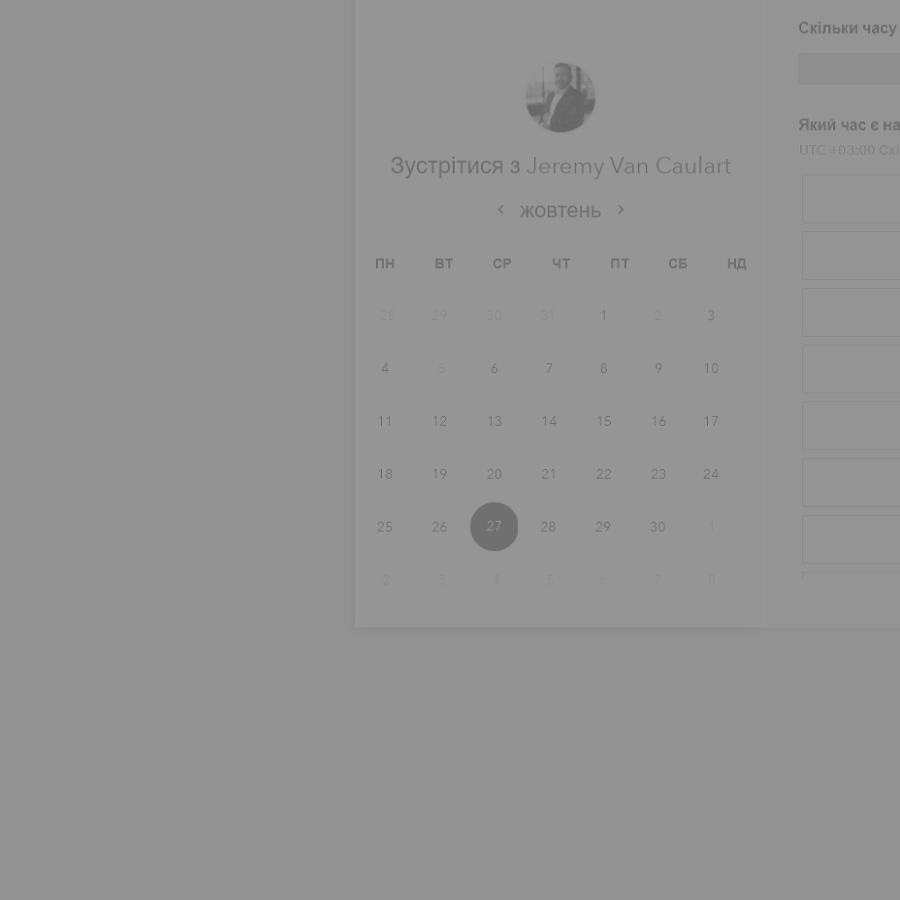 Зустрітися з Jeremy Van Caulart
жовтень
ПН ВТ СР ЧТ ПТ СБ НД
28 29 30 31 1 2 3
4 5 6 7 8 9 10
11 12 13 14 15 16 17
18 19 20 21 22 23 24
25 26 27 28 29 30 1
2 3 4 5 6 7 8
Скільки часу
Який час є на
UTC +03:00 Схі